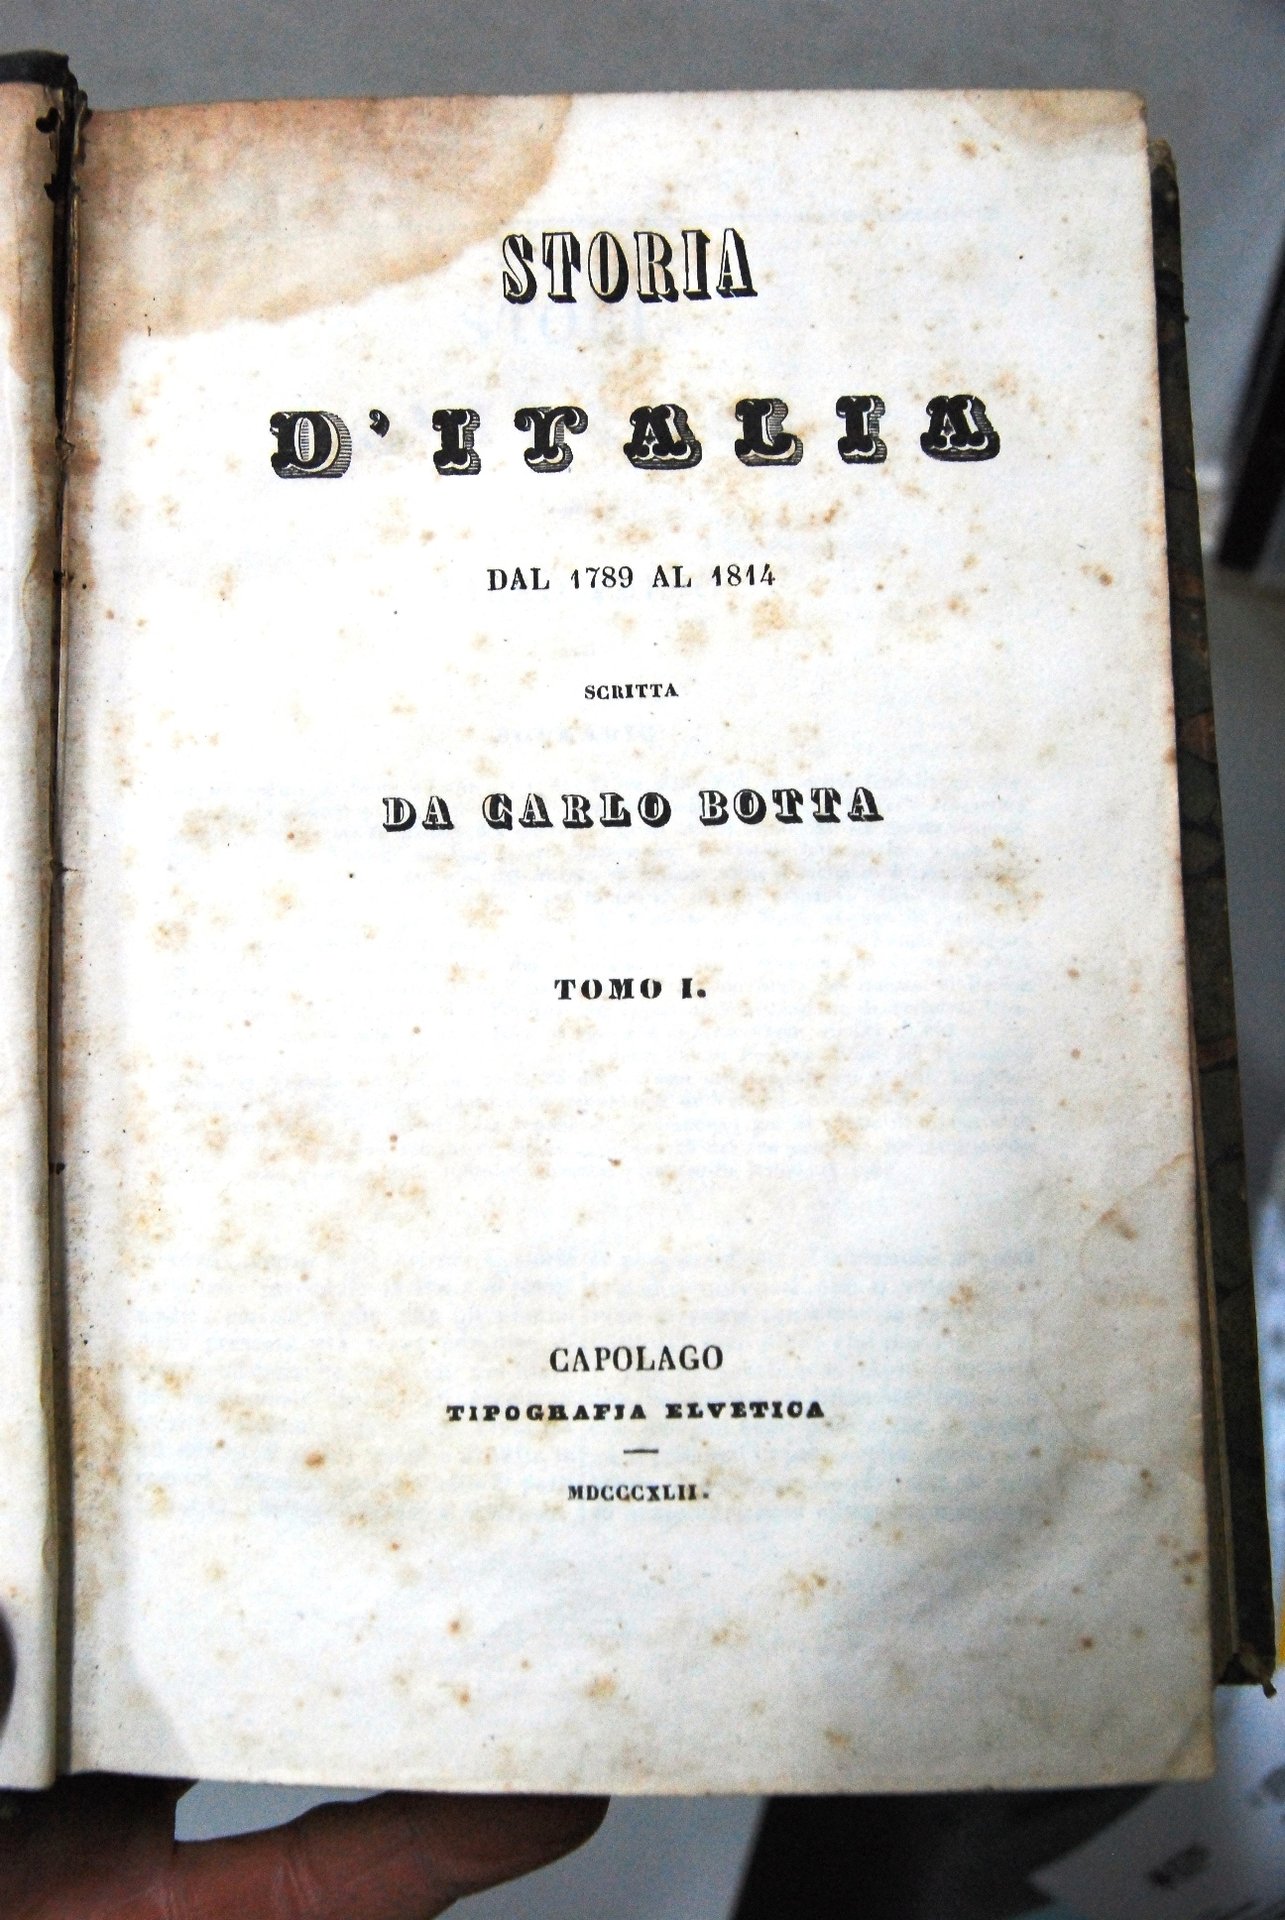 STORIA
D'ITALIA
DAL 1789 AL 1814
SCRITTA
DA CARLO BOTTA
TOMO I.
CAPOLAGO
TIPOGRAFIA ELVETICA
MDCCCXLII.